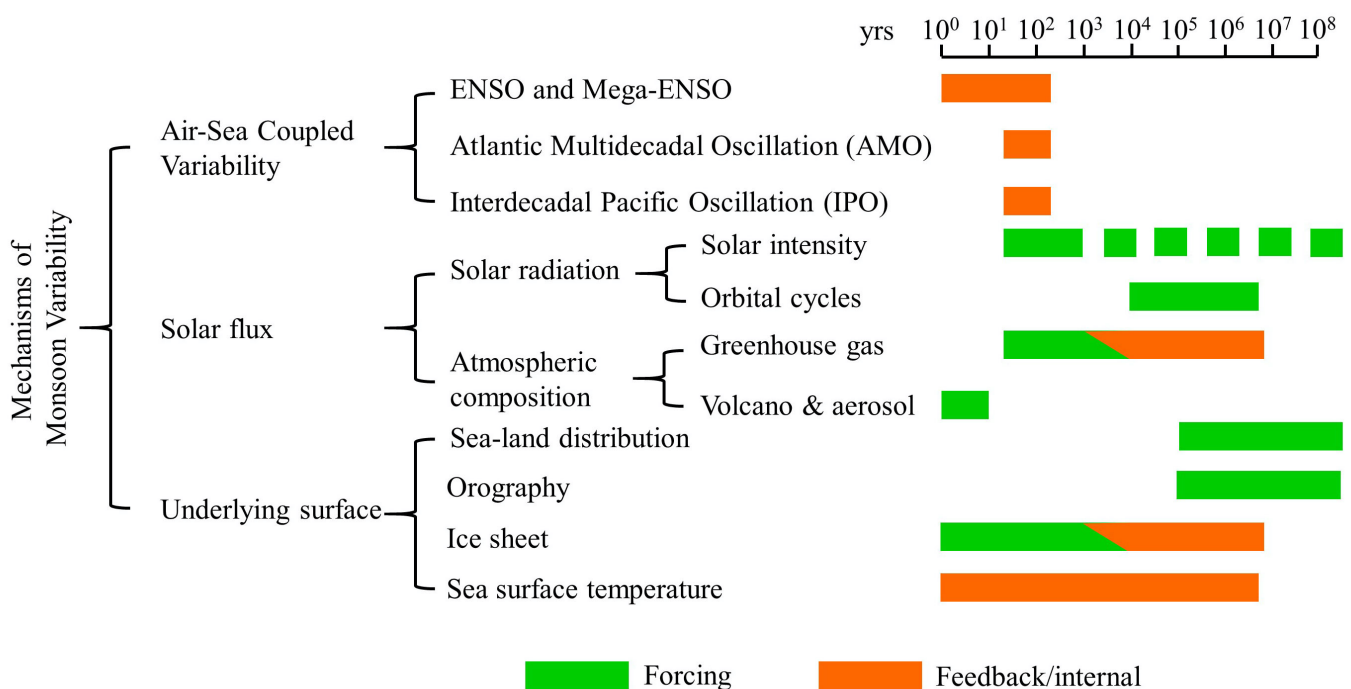 yrs 10⁰ 10¹ 10² 10³ 10⁴ 10⁵ 10⁶ 10⁷ 10⁸
Mechanisms of
Monsoon Variability
Air-Sea Coupled
Variability
ENSO and Mega-ENSO
Atlantic Multidecadal Oscillation (AMO)
Interdecadal Pacific Oscillation (IPO)
Solar flux
Solar radiation
Solar intensity
Orbital cycles
Atmospheric
composition
Greenhouse gas
Volcano & aerosol
Underlying surface
Sea-land distribution
Orography
Ice sheet
Sea surface temperature
Forcing
Feedback/internal